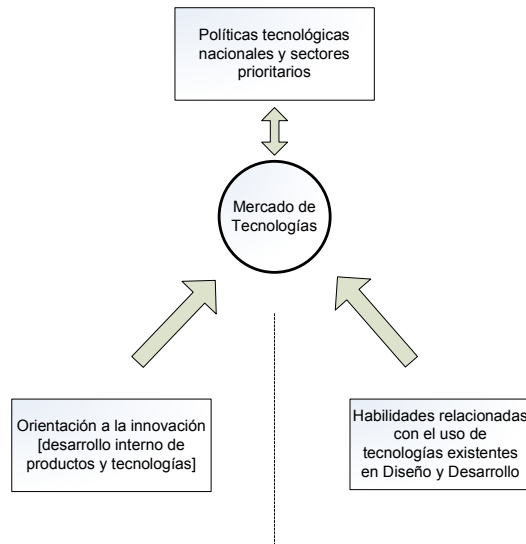 Políticas tecnológicas
nacionales y sectores
prioritarios
Mercado de
Tecnologías
Orientación a la innovación
[desarrollo interno de
productos y tecnologías]
Habilidades relacionadas
con el uso de
tecnologías existentes
en Diseño y Desarrollo